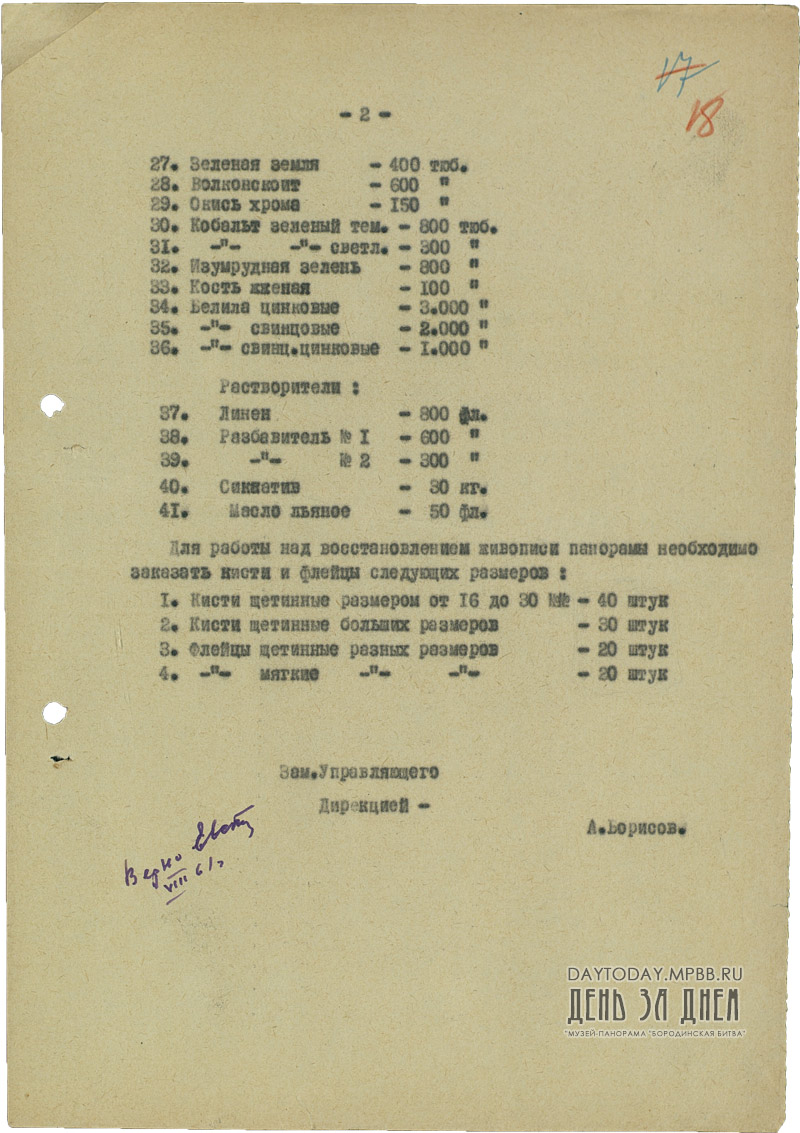 17
18
- 2 -
27. Зеленая земля - 400 тюб.
28. Волконскоит - 600 "
29. Окись хрома - 150 "
30. Кобальт зеленый тем. - 800 тюб.
31. -"- -"- светл. - 300 "
32. Изумрудная зелень - 800 "
33. Кость жженая - 100 "
34. Белила цинковые - 3.000 "
35. -"- свинцовые - 2.000 "
36. -"- свинц.цинковые - 1.000 "
Растворители :
37. Линен - 800 фл.
38. Разбавитель № 1 - 600 "
39. -"- № 2 - 300 "
40. Сиккатив - 30 кг.
41. Масло льяное - 50 фл.
Для работы над восстановлением живописи панорамы необходимо
заказать кисти и флейцы следующих размеров :
1. Кисти щетинные размером от 16 до 30 №№ - 40 штук
2. Кисти щетинные больших размеров - 30 штук
3. Флейцы щетинные разных размеров - 20 штук
4. -"- мягкие -"- -"- - 20 штук
Зам.Управляющего
Дирекцией -
А.Борисов.
Верно
VIII 61г
DAYTODAY.MPBB.RU
ДЕНЬ ЗА ДНЕМ
"МУЗЕЙ-ПАНОРАМА "БОРОДИНСКАЯ БИТВА"